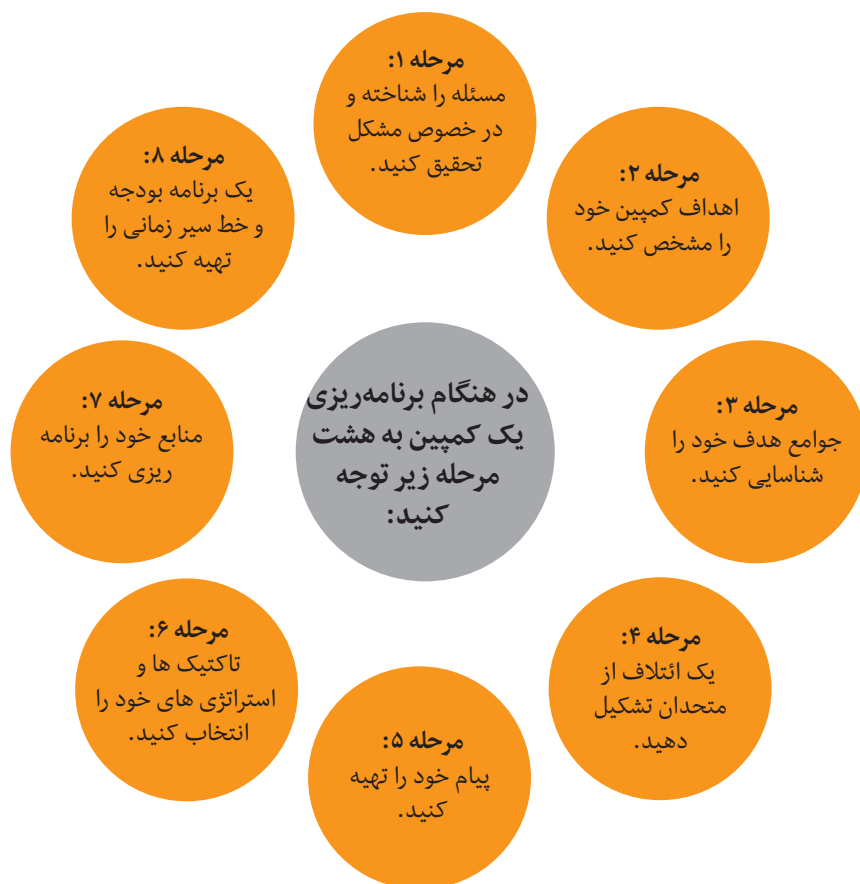 مرحله ۱:
مسئله را شناخته و
در خصوص مشکل
تحقیق کنید.
مرحله ۲:
اهداف کمپین خود
را مشخص کنید.
مرحله ۳:
جوامع هدف خود را
شناسایی کنید.
مرحله ۴:
یک ائتلاف از
متحدان تشکیل
دهید.
مرحله ۵:
پیام خود را تهیه
کنید.
مرحله ۶:
تاکتیک ها و
استراتژی های خود را
انتخاب کنید.
مرحله ۷:
منابع خود را برنامه
ریزی کنید.
مرحله ۸:
یک برنامه بودجه
و خط سیر زمانی را
تهیه کنید.
در هنگام برنامه‌ریزی
یک کمپین به هشت
مرحله زیر توجه
کنید: